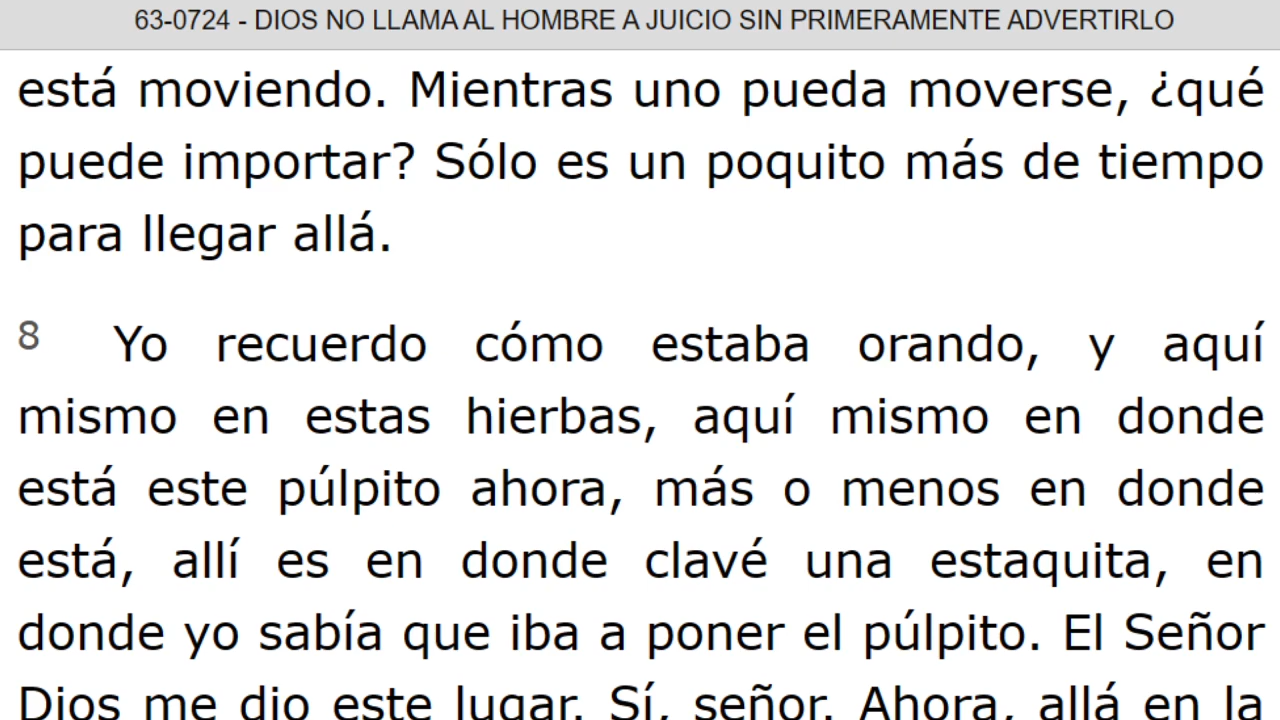 63-0724 - DIOS NO LLAMA AL HOMBRE A JUICIO SIN PRIMERAMENTE ADVERTIRLO
está moviendo. Mientras uno pueda moverse, ¿qué
puede importar? Sólo es un poquito más de tiempo
para llegar allá.
8 Yo recuerdo cómo estaba orando, y aquí
mismo en estas hierbas, aquí mismo en donde
está este púlpito ahora, más o menos en donde
está, allí es en donde clavé una estaquita, en
donde yo sabía que iba a poner el púlpito. El Señor
Dios me dio este lugar. Sí, señor. Ahora, allá en la